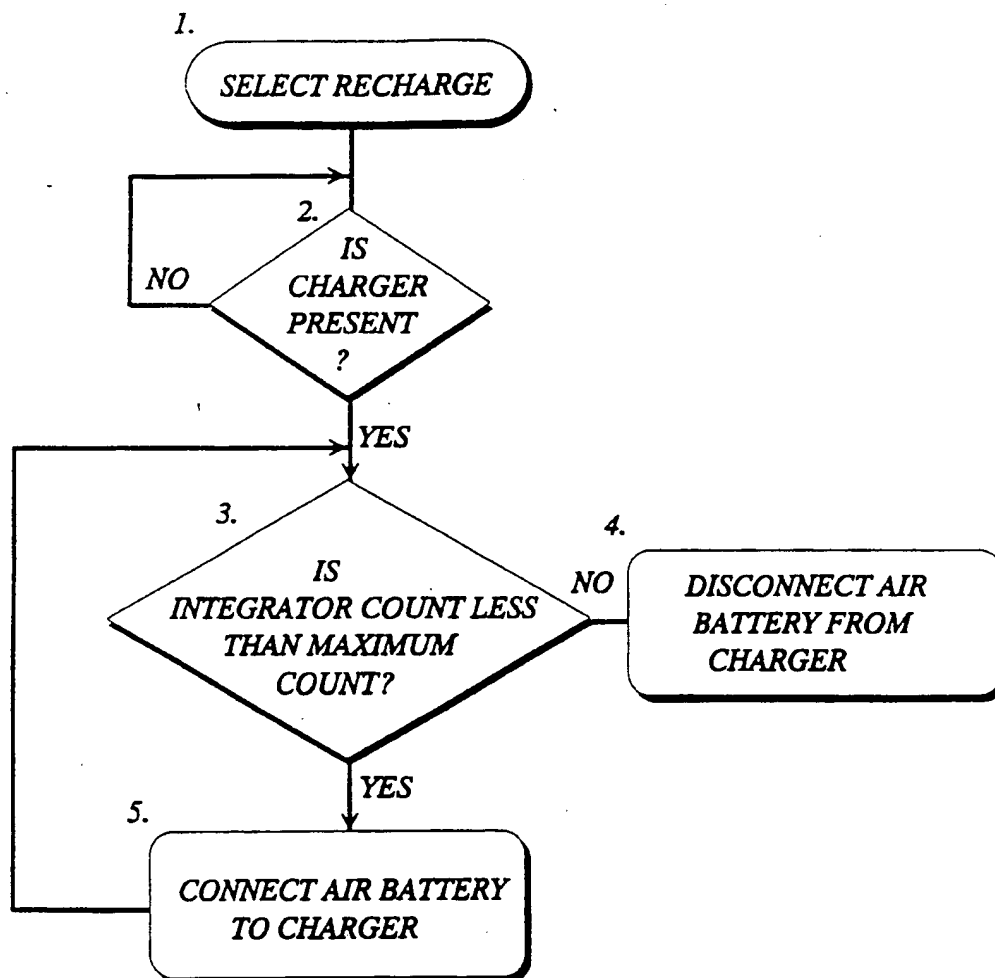 1.
SELECT RECHARGE
2.
IS
CHARGER
PRESENT
?
NO
YES
3.
IS
INTEGRATOR COUNT LESS
THAN MAXIMUM
COUNT?
NO
4.
DISCONNECT AIR
BATTERY FROM
CHARGER
YES
5.
CONNECT AIR BATTERY
TO CHARGER